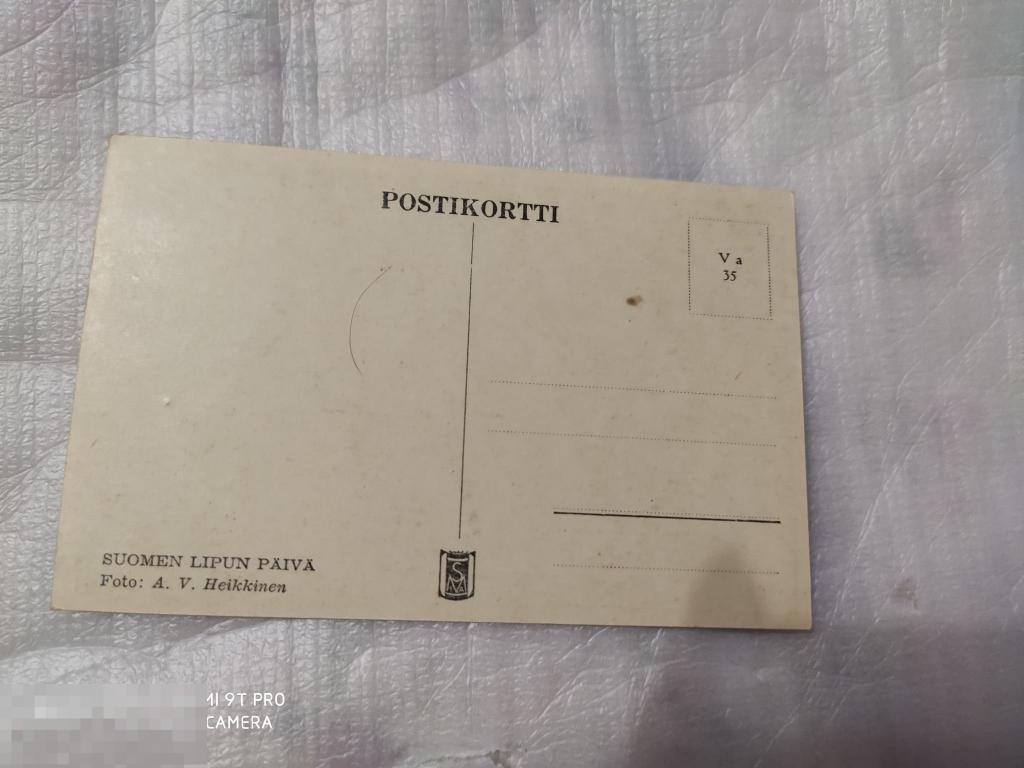 POSTIKORTTI
V a
35
SUOMEN LIPUN PÄIVÄ
Foto: A. V. Heikkinen
MI 9T PRO
CAMERA